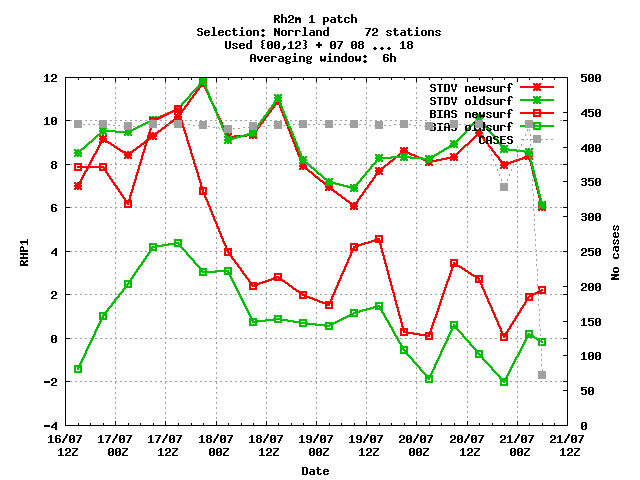 Rh2m 1 patch
Selection: Norrland     72 stations
Used {00,12} + 07 08 ... 18
Averaging window:  6h
STDV newsurf
STDV oldsurf
BIAS newsurf
BIAS oldsurf
CASES
12
10
8
6
4
2
0
-2
-4
RHP1
500
450
400
350
300
250
200
150
100
50
0
No cases
16/07 17/07 17/07 18/07 18/07 19/07 19/07 20/07 20/07 21/07 21/07
12Z 00Z 12Z 00Z 12Z 00Z 12Z 00Z 12Z 00Z 12Z
Date